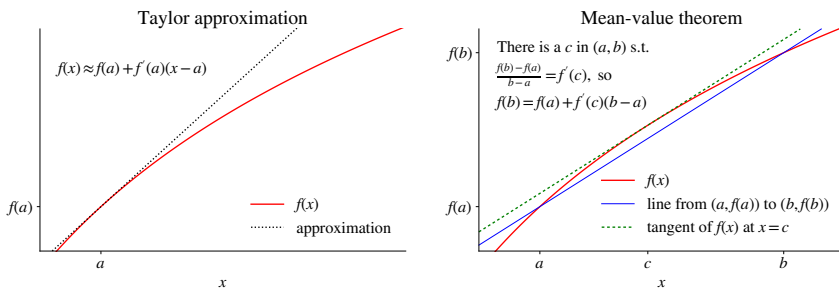 Taylor approximation
f(x)≈f(a)+f′(a)(x−a)
f(a)
f(x)
approximation
a
x
Mean-value theorem
f(b)
There is a c in (a,b) s.t.
f(b)−f(a)/b−a=f′(c), so
f(b)=f(a)+f′(c)(b−a)
f(a)
f(x)
line from (a,f(a)) to (b,f(b))
tangent of f(x) at x=c
a
c
b
x